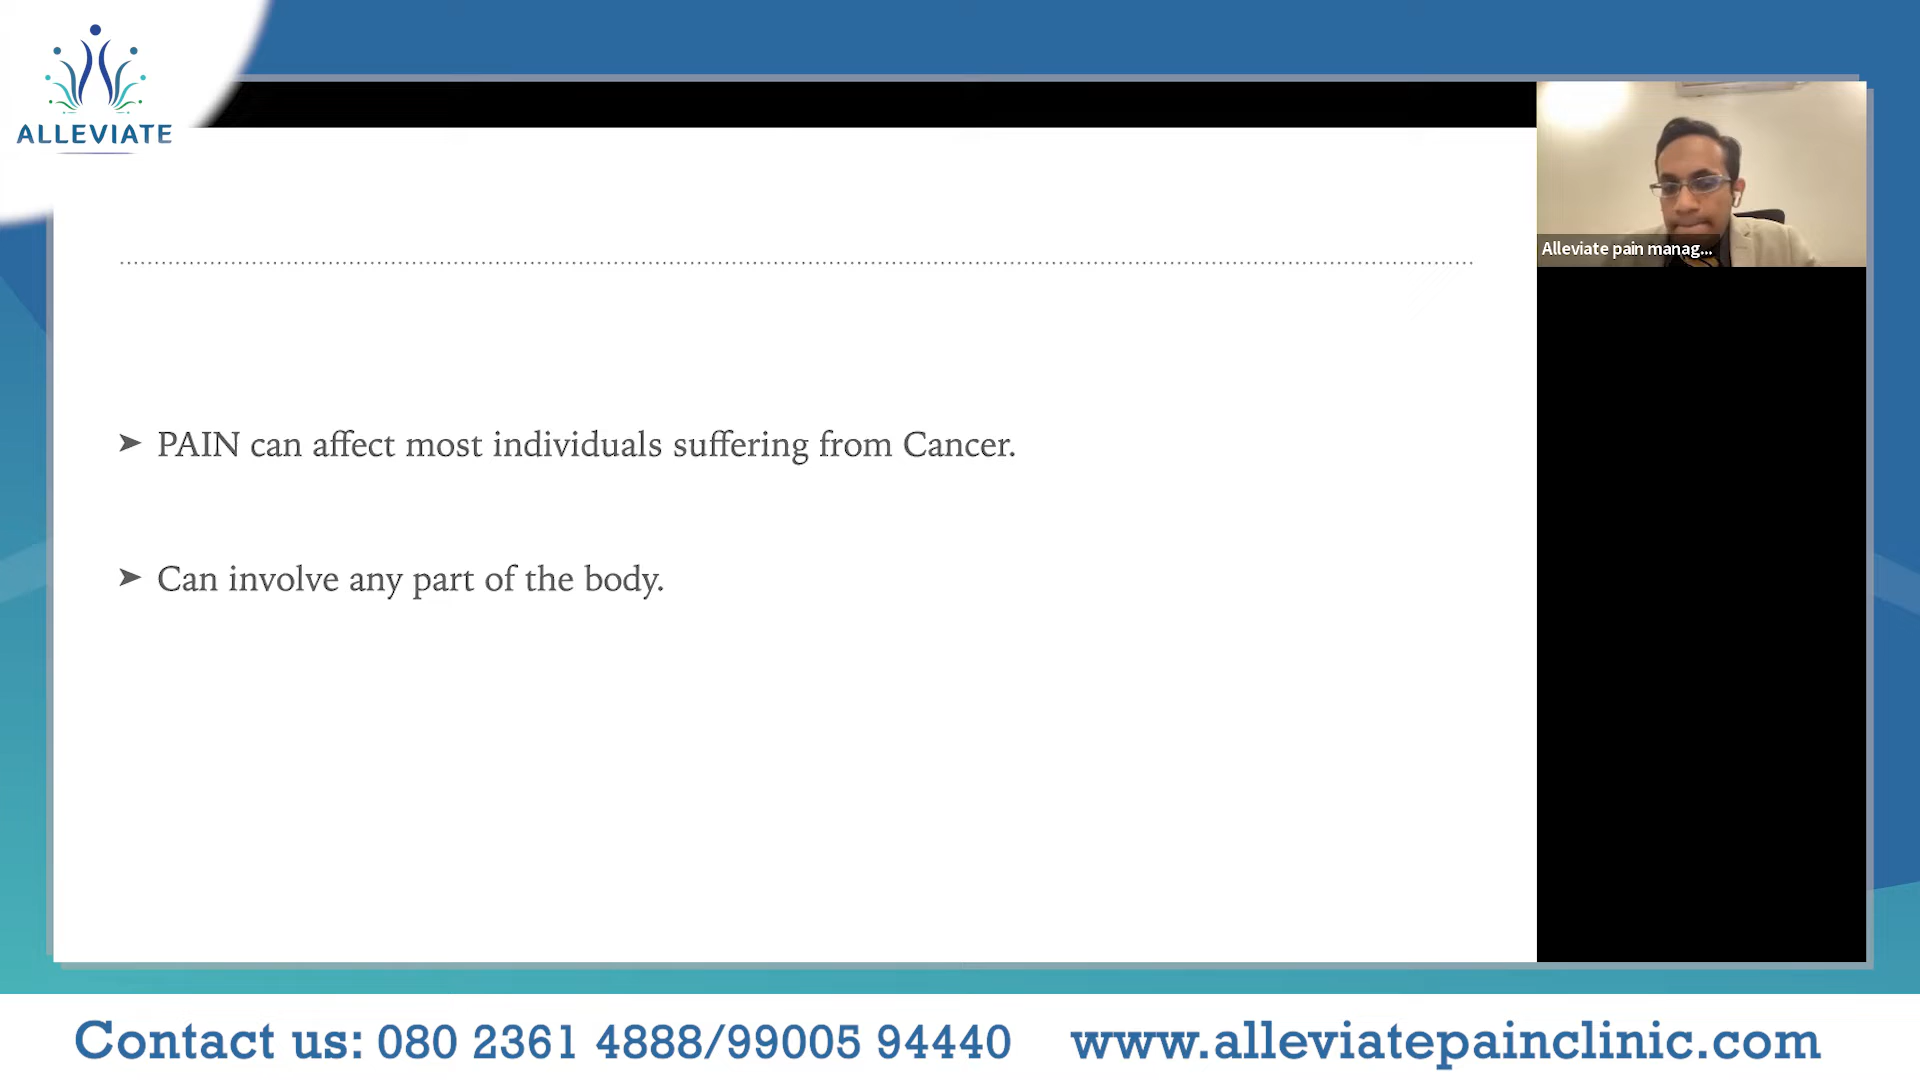 ALLEVIATE
Alleviate pain manag...
➤ PAIN can affect most individuals suffering from Cancer.
➤ Can involve any part of the body.
Contact us: 080 2361 4888/99005 94440 www.alleviatepainclinic.com